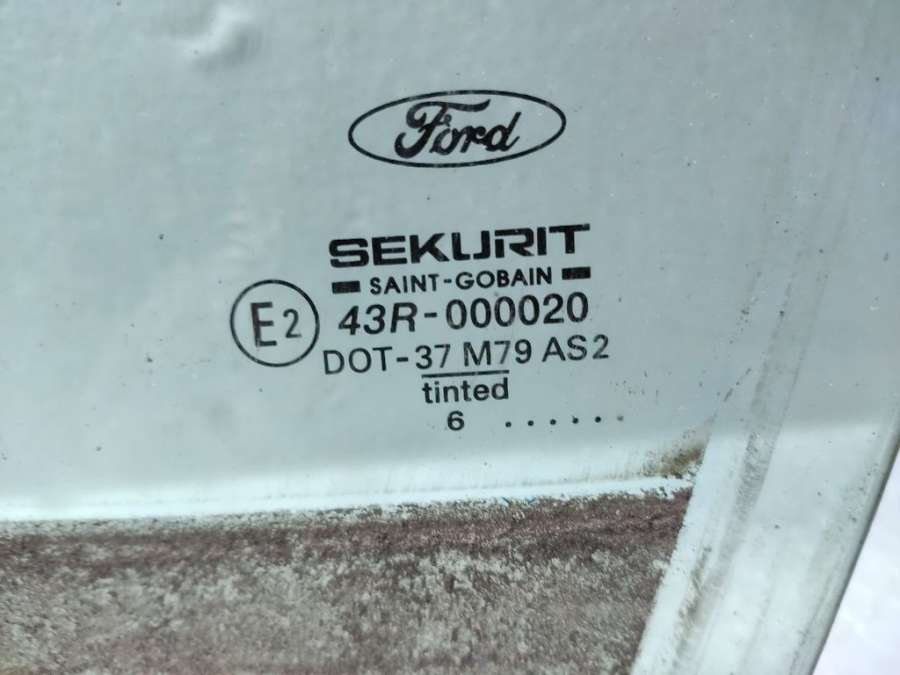 Ford
SEKURIT
SAINT-GOBAIN
E2
43R-000020
DOT-37 M79 AS2
tinted
6 ......